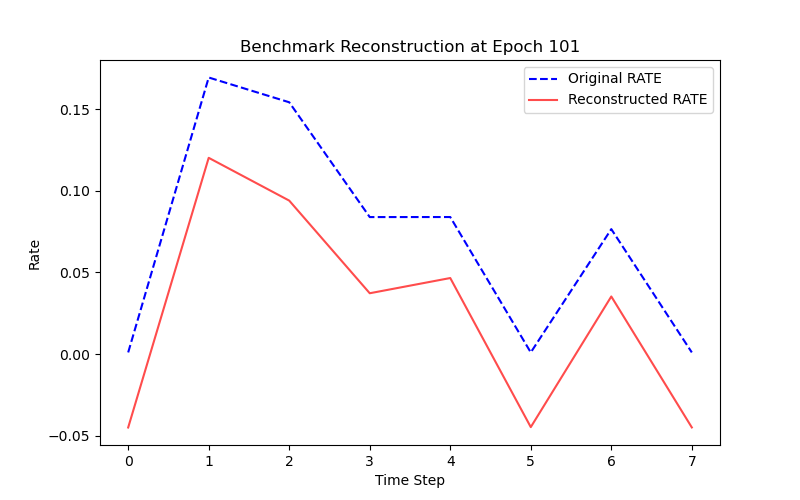 Benchmark Reconstruction at Epoch 101
Original RATE
Reconstructed RATE
Rate
0.15
0.10
0.05
0.00
−0.05
0 1 2 3 4 5 6 7
Time Step